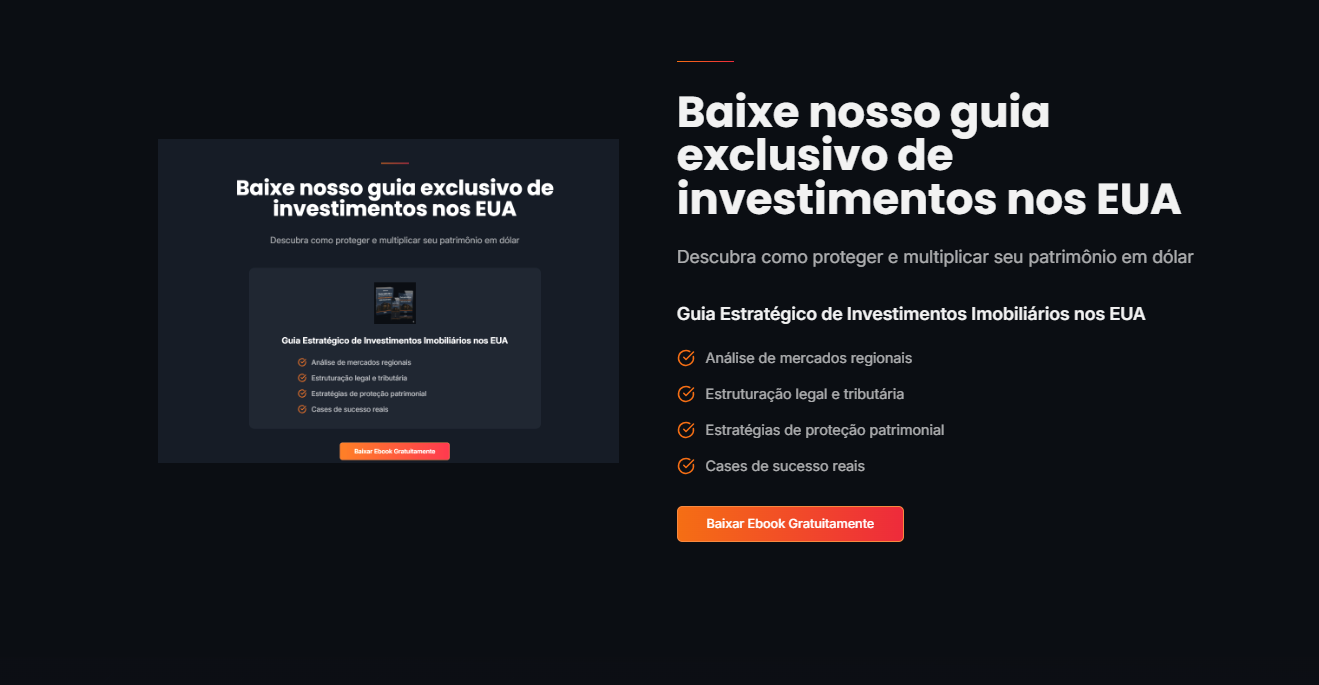 Baixe nosso guia exclusivo de
investimentos nos EUA
Descubra como proteger e multiplicar seu patrimônio em dólar
Guia Estratégico de Investimentos Imobiliários nos EUA
Análise de mercados regionais
Estruturação legal e tributária
Estratégias de proteção patrimonial
Cases de sucesso reais
Baixar Ebook Gratuitamente
Baixe nosso guia
exclusivo de
investimentos nos EUA
Descubra como proteger e multiplicar seu patrimônio em dólar
Guia Estratégico de Investimentos Imobiliários nos EUA
Análise de mercados regionais
Estruturação legal e tributária
Estratégias de proteção patrimonial
Cases de sucesso reais
Baixar Ebook Gratuitamente